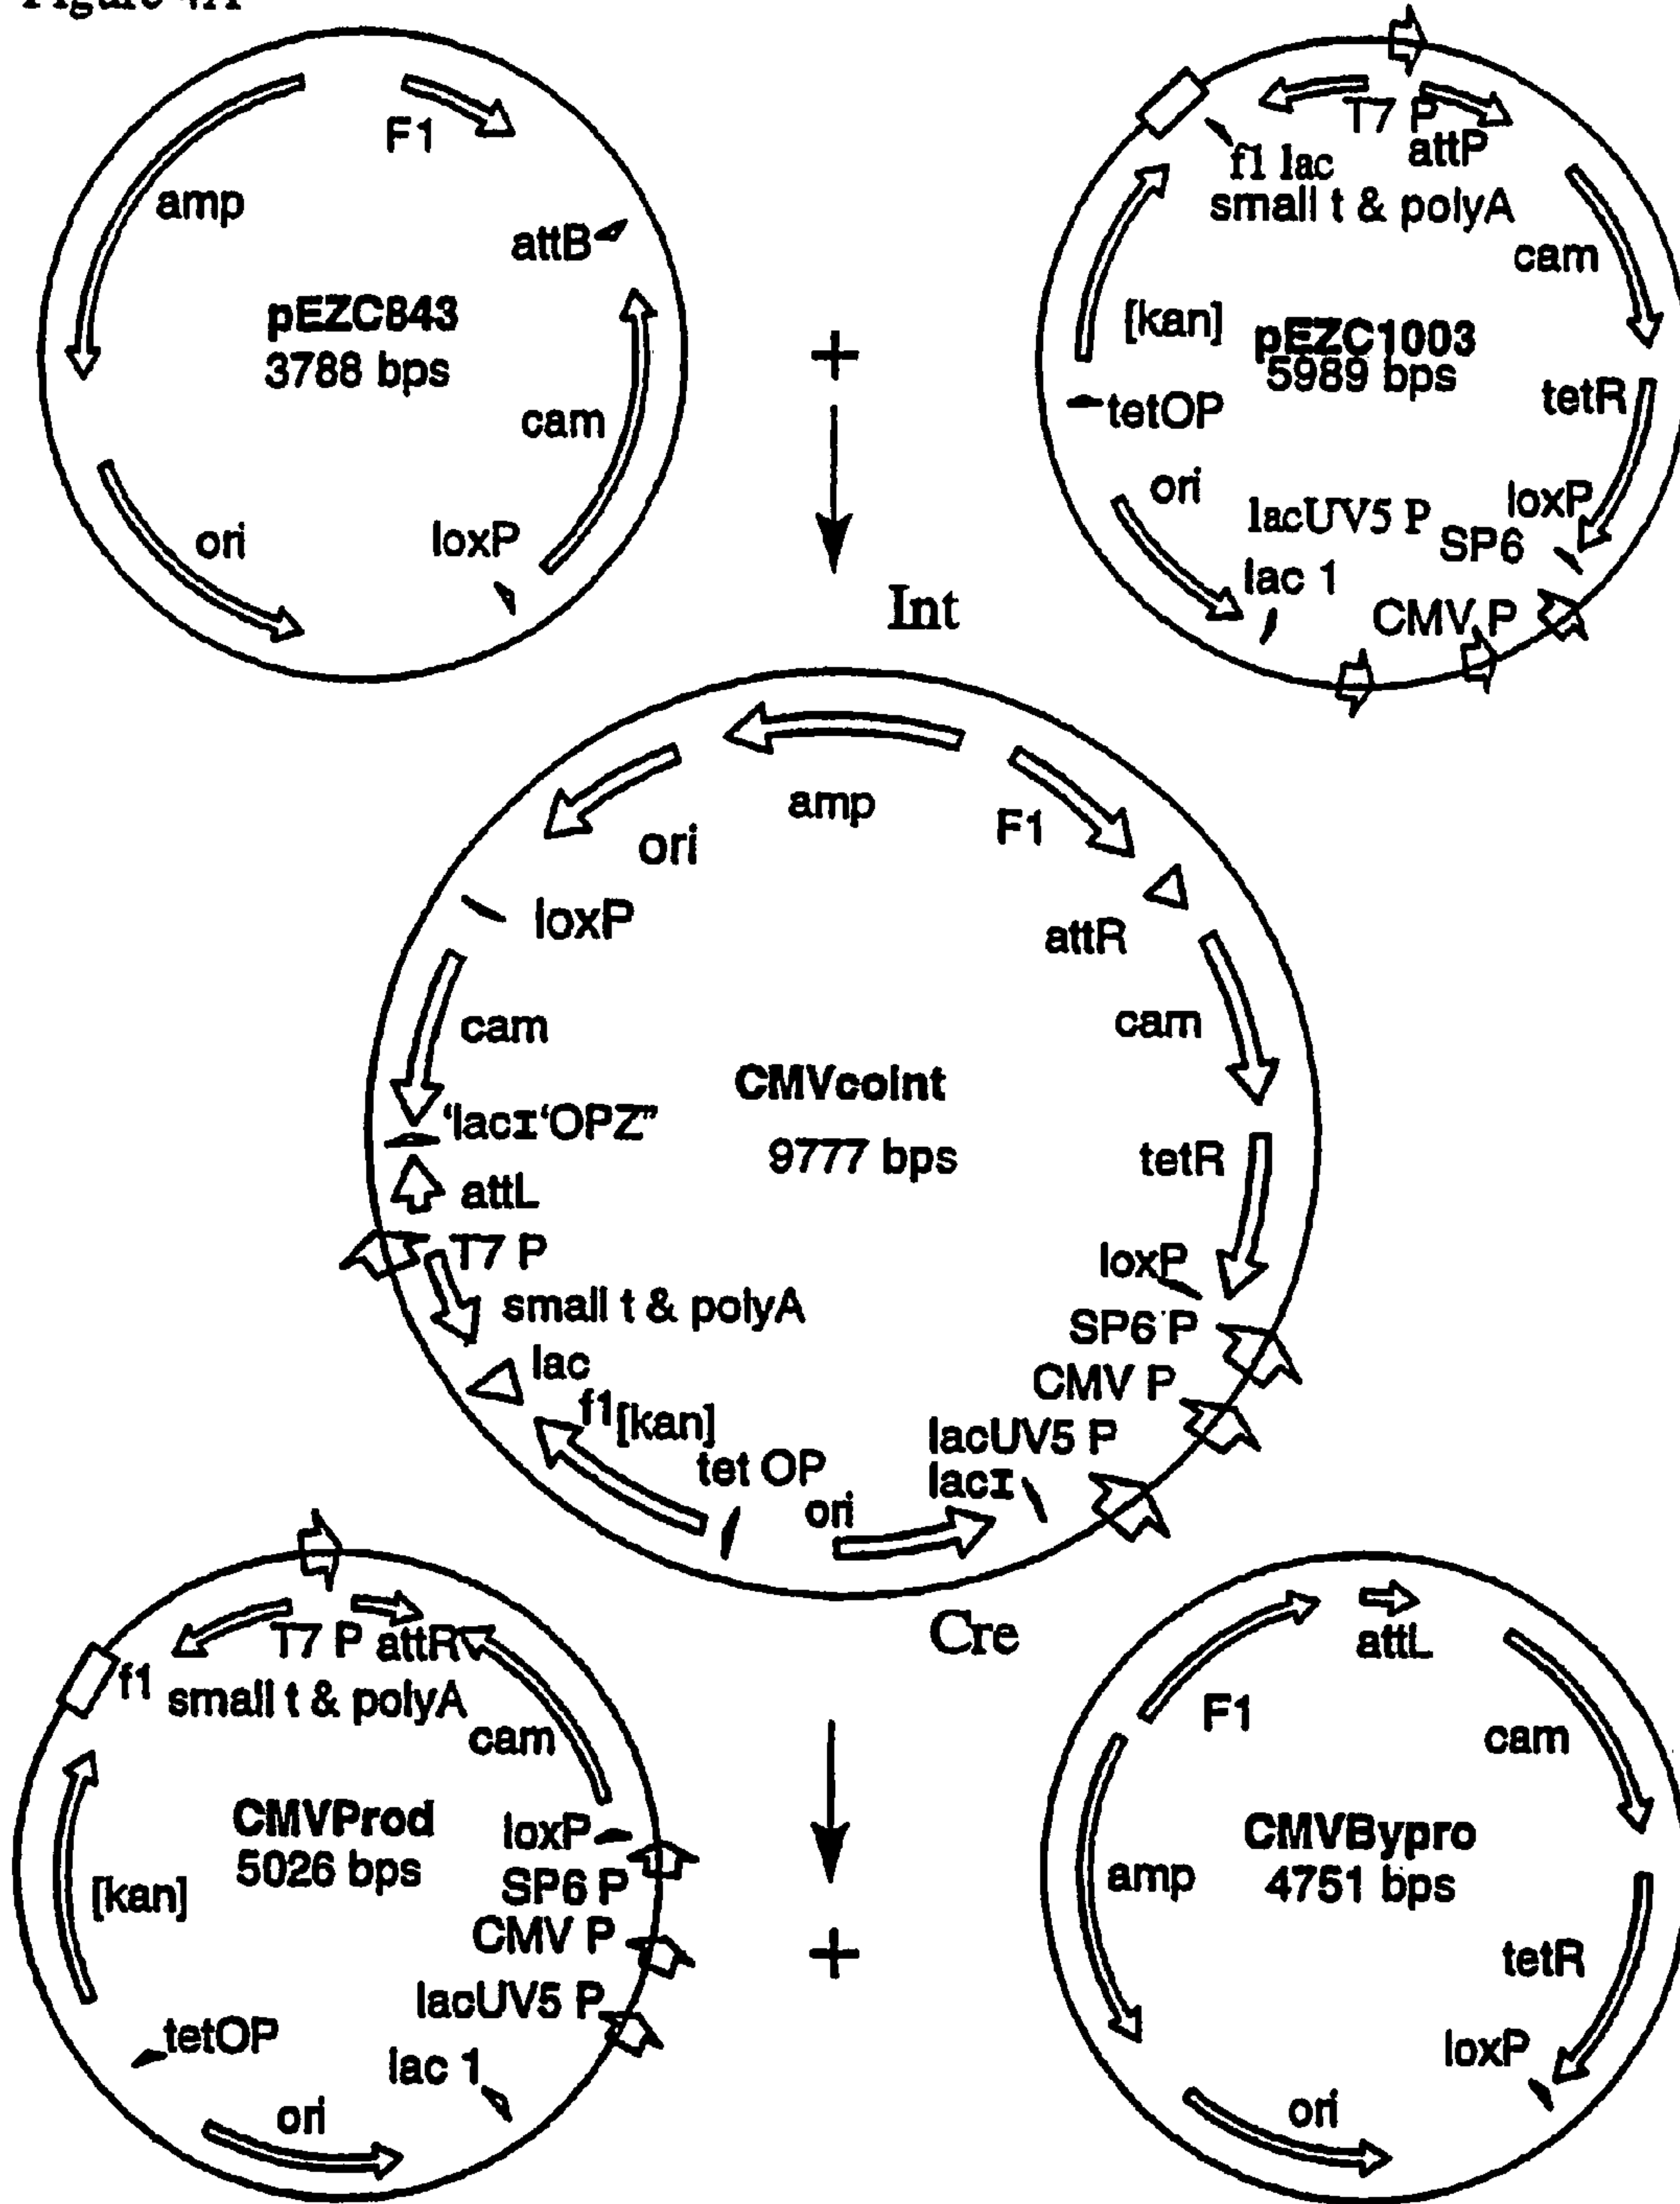 Figure 4A
F1
amp
attB
pEZC843
3788 bps
cam
ori
loxP
+
T7 P
attP
f1 lac
small t & polyA
cam
[kan]
pEZC1003
5989 bps
tetOP
tetR
ori
lacUV5 P
loxP
SP6
lac 1
CMV P
Int
amp
F1
ori
loxP
attR
cam
cam
CMVcoInt
'lacI'OPZ"
9777 bps
tetR
attL
T7 P
loxP
small t & polyA
SP6 P
lac
CMV P
f1
[kan]
lacUV5 P
tet OP
lacI
ori
Cre
T7 P
attR
f1
small t & polyA
cam
CMVProd
5026 bps
loxP
[kan]
SP6 P
CMV P
lacUV5 P
tetOP
lac 1
ori
+
attL
F1
cam
CMVBypro
4751 bps
amp
tetR
loxP
ori